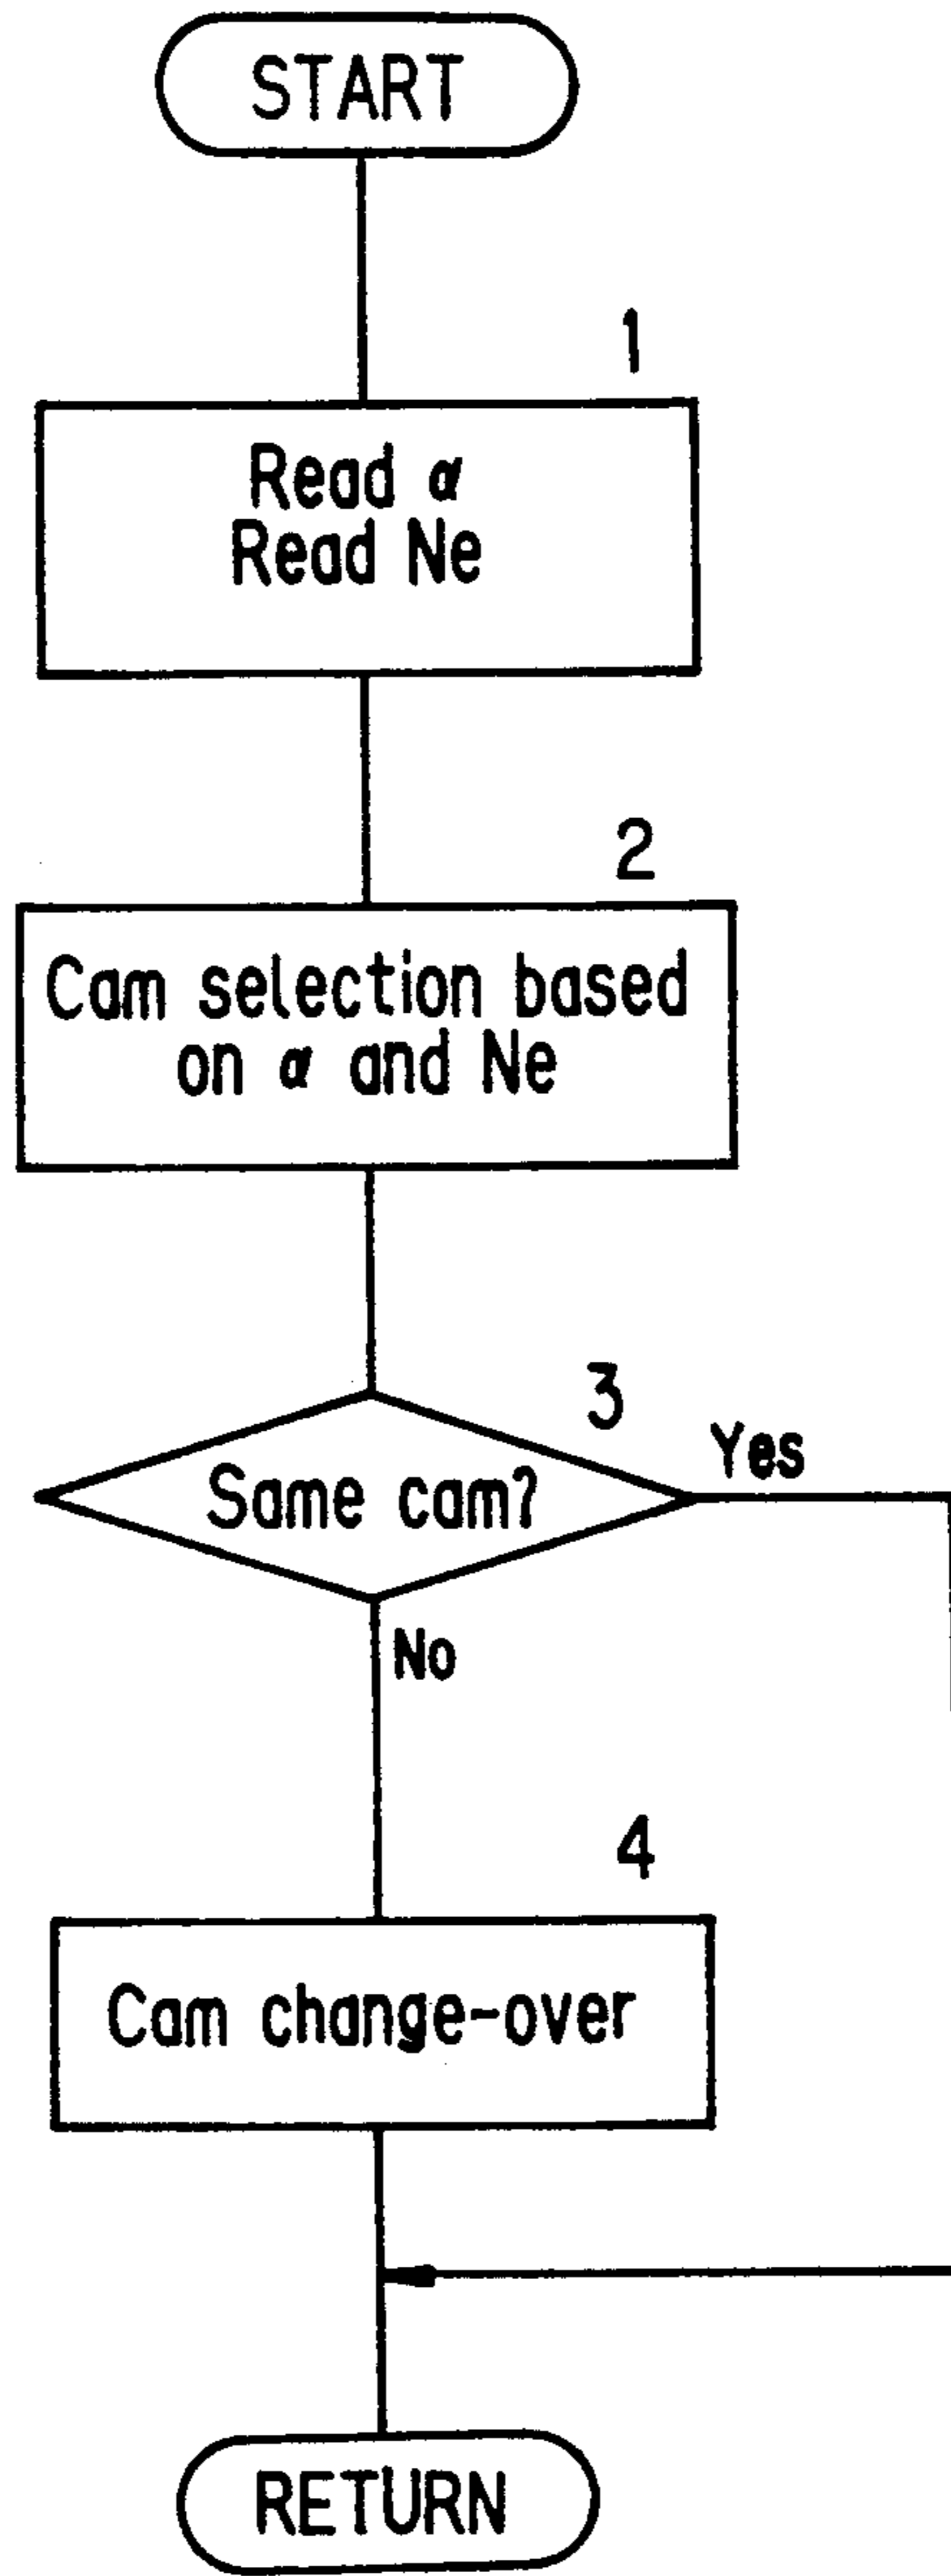 START
1
Read α
Read Ne
2
Cam selection based
on α and Ne
3
Same cam?
Yes
No
4
Cam change-over
RETURN